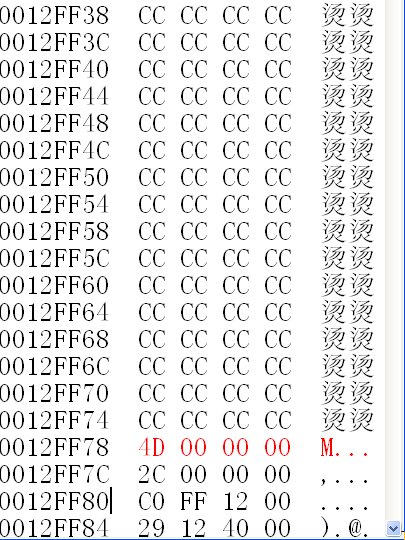 0012FF38 CC CC CC CC 烫烫
0012FF3C CC CC CC CC 烫烫
0012FF40 CC CC CC CC 烫烫
0012FF44 CC CC CC CC 烫烫
0012FF48 CC CC CC CC 烫烫
0012FF4C CC CC CC CC 烫烫
0012FF50 CC CC CC CC 烫烫
0012FF54 CC CC CC CC 烫烫
0012FF58 CC CC CC CC 烫烫
0012FF5C CC CC CC CC 烫烫
0012FF60 CC CC CC CC 烫烫
0012FF64 CC CC CC CC 烫烫
0012FF68 CC CC CC CC 烫烫
0012FF6C CC CC CC CC 烫烫
0012FF70 CC CC CC CC 烫烫
0012FF74 CC CC CC CC 烫烫
0012FF78 4D 00 00 00 M...
0012FF7C 2C 00 00 00 ,...
0012FF80 C0 FF 12 00 ....
0012FF84 29 12 40 00 ).@.